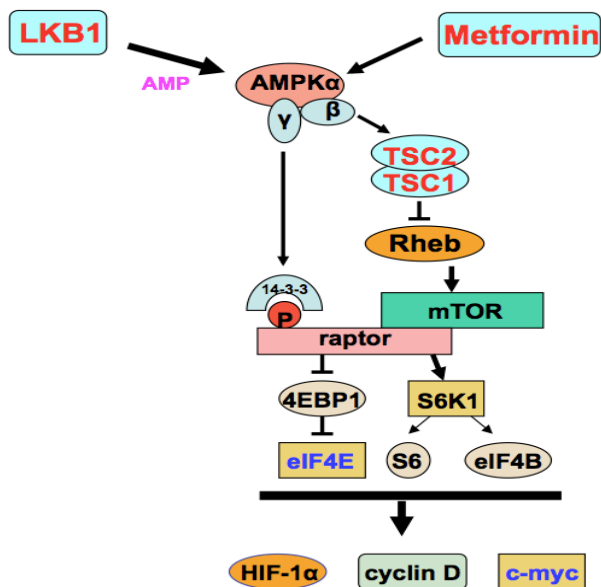 LKB1
Metformin
AMP
AMPKα
γ
β
TSC2
TSC1
Rheb
14-3-3
P
mTOR
raptor
4EBP1
S6K1
eIF4E
S6
eIF4B
HIF-1α
cyclin D
c-myc